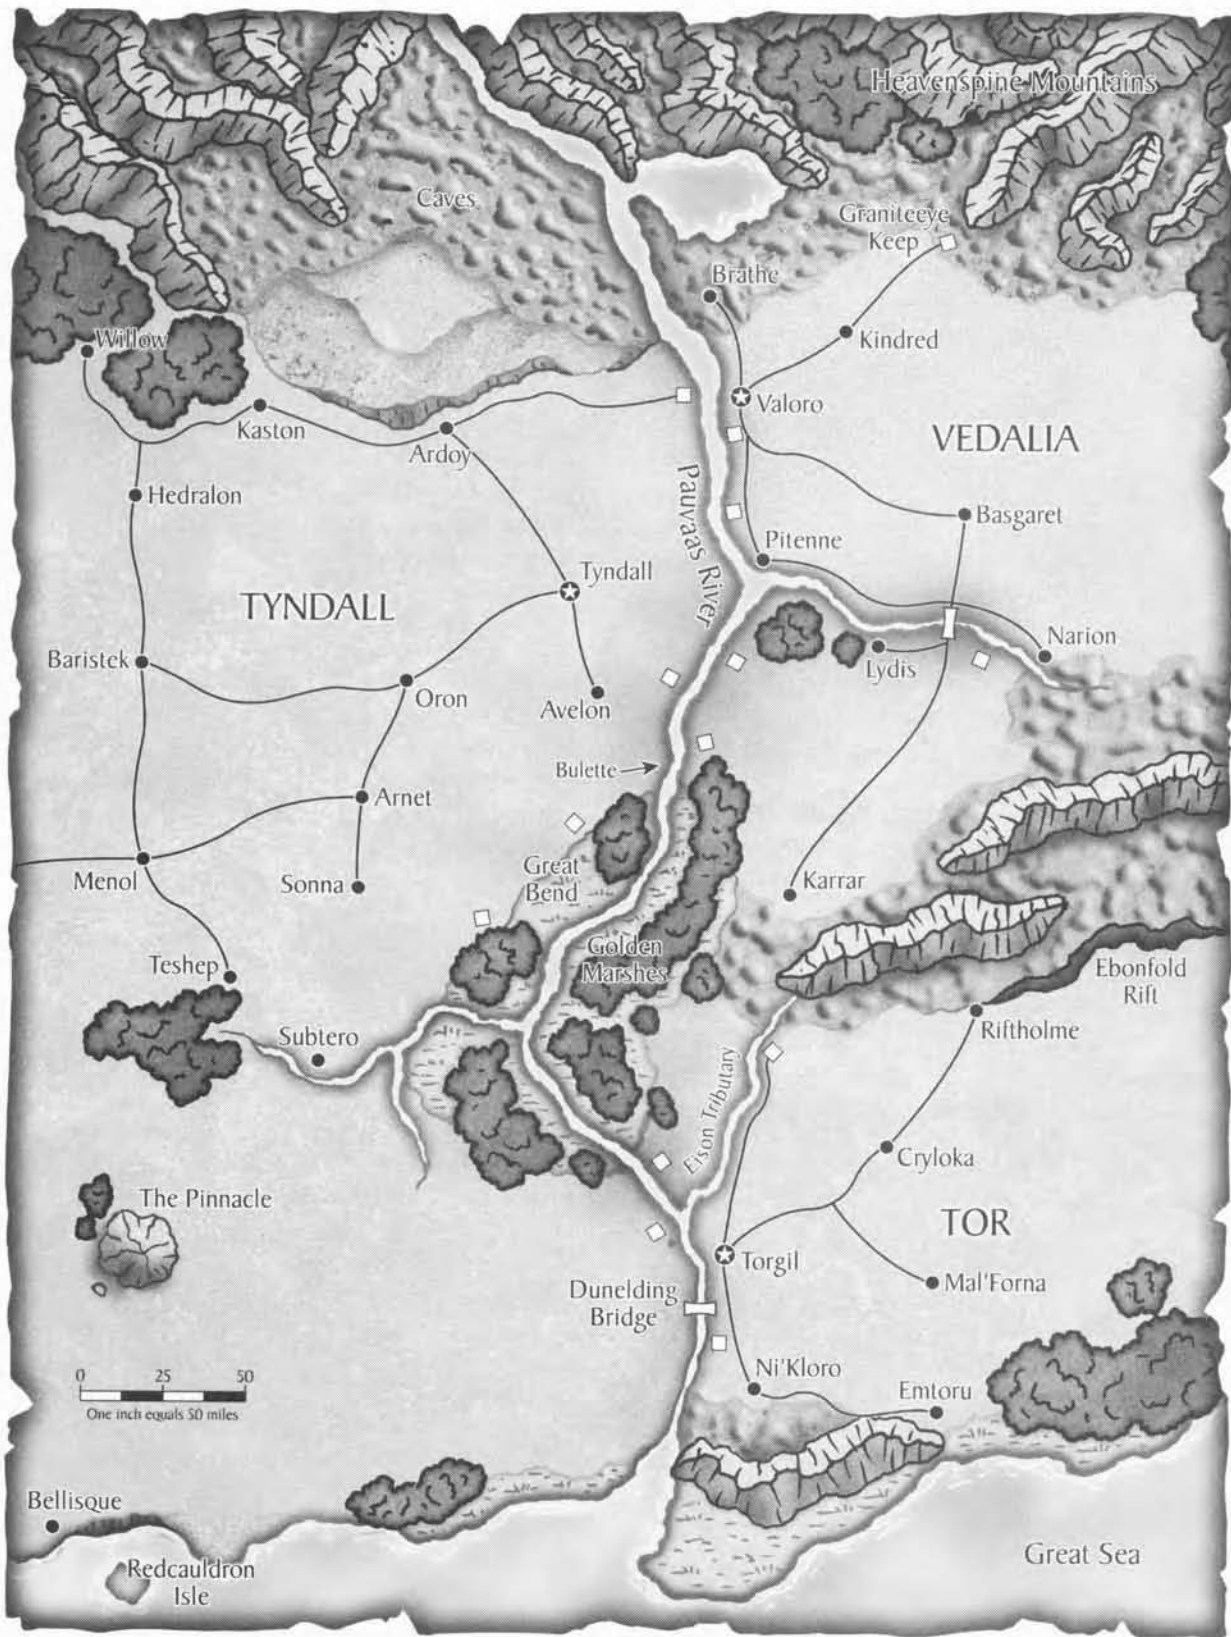 Heavenspine Mountains
Caves
Graniteeye
Keep
Brathe
Willow
Kindred
Valoro
Kaston
Ardoy
VEDALIA
Hedralon
Pauvaas River
Basgaret
Pitenne
Tyndall
TYNDALL
Narion
Baristek
Lydis
Oron
Avelon
Bulette
Arnet
Great
Bend
Menol
Sonna
Karrar
Golden
Marshes
Teshep
Ebonfold
Rift
Riftholme
Subtero
Eison Tributary
Cryloka
The Pinnacle
TOR
Torgil
Mal'Forna
Dunelding
Bridge
0 25 50
One inch equals 50 miles
Ni'Kloro
Emtoru
Bellisque
Redcauldron
Isle
Great Sea